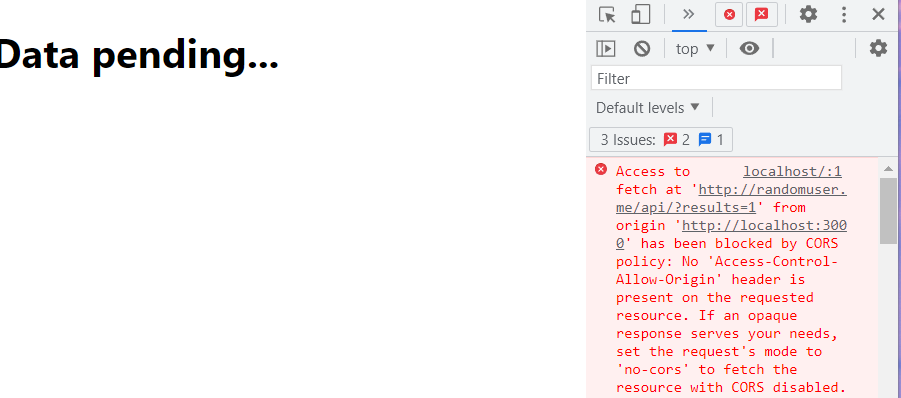 Data pending...
top
Filter
Default levels
3 Issues: 2 1
Access to localhost/:1
fetch at 'http://randomuser.
me/api/?results=1' from
origin 'http://localhost:300
0' has been blocked by CORS
policy: No 'Access-Control-
Allow-Origin' header is
present on the requested
resource. If an opaque
response serves your needs,
set the request's mode to
'no-cors' to fetch the
resource with CORS disabled.